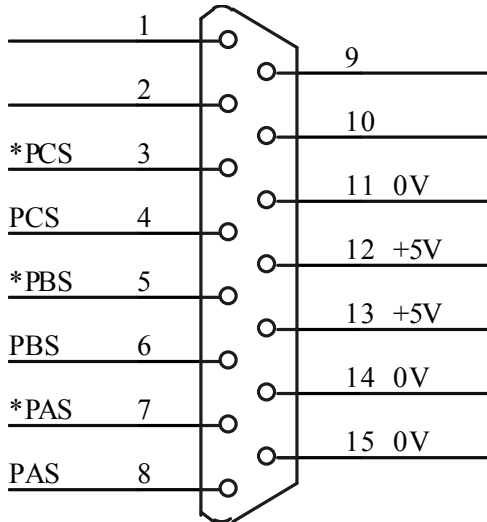 1
2
*PCS 3
PCS 4
*PBS 5
PBS 6
*PAS 7
PAS 8
9
10
11 0V
12 +5V
13 +5V
14 0V
15 0V